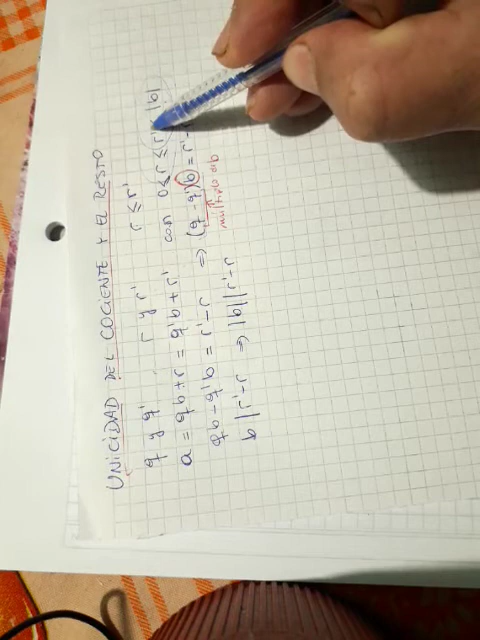 UNICIDAD DEL COCIENTE Y EL RESTO
q y q' r y r' r ≤ r'
a = qb + r = q'b + r' con 0 ≤ r ≤ r' |b|
qb - q'b = r' - r ⇒ (q - q')b = r' -
múltiplo de b
b | r' - r ⇒ |b| | r' - r